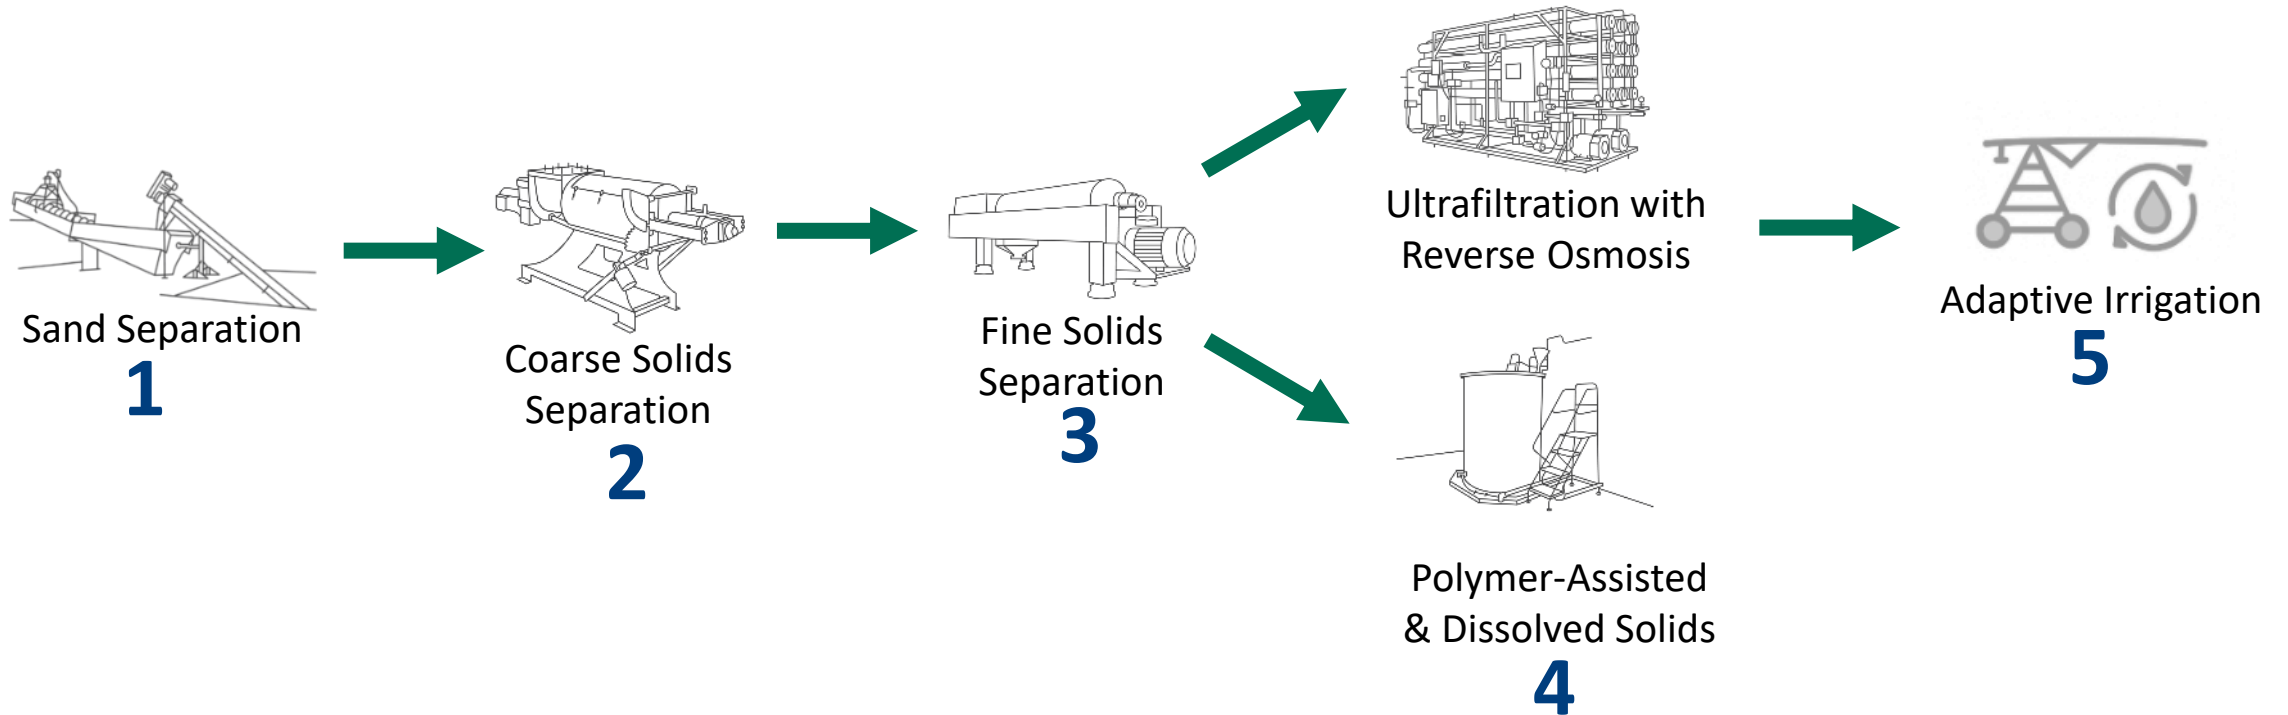 Sand Separation
1
Coarse Solids
Separation
2
Fine Solids
Separation
3
Ultrafiltration with
Reverse Osmosis
Polymer-Assisted
& Dissolved Solids
4
Adaptive Irrigation
5